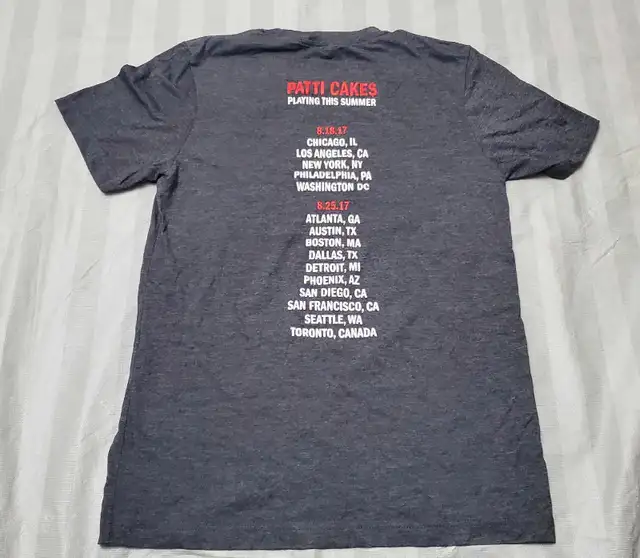 PATTI CAKE$
PLAYING THIS SUMMER
8.18.17
CHICAGO, IL
LOS ANGELES, CA
NEW YORK, NY
PHILADELPHIA, PA
WASHINGTON DC
8.25.17
ATLANTA, GA
AUSTIN, TX
BOSTON, MA
DALLAS, TX
DETROIT, MI
PHOENIX, AZ
SAN DIEGO, CA
SAN FRANCISCO, CA
SEATTLE, WA
TORONTO, CANADA